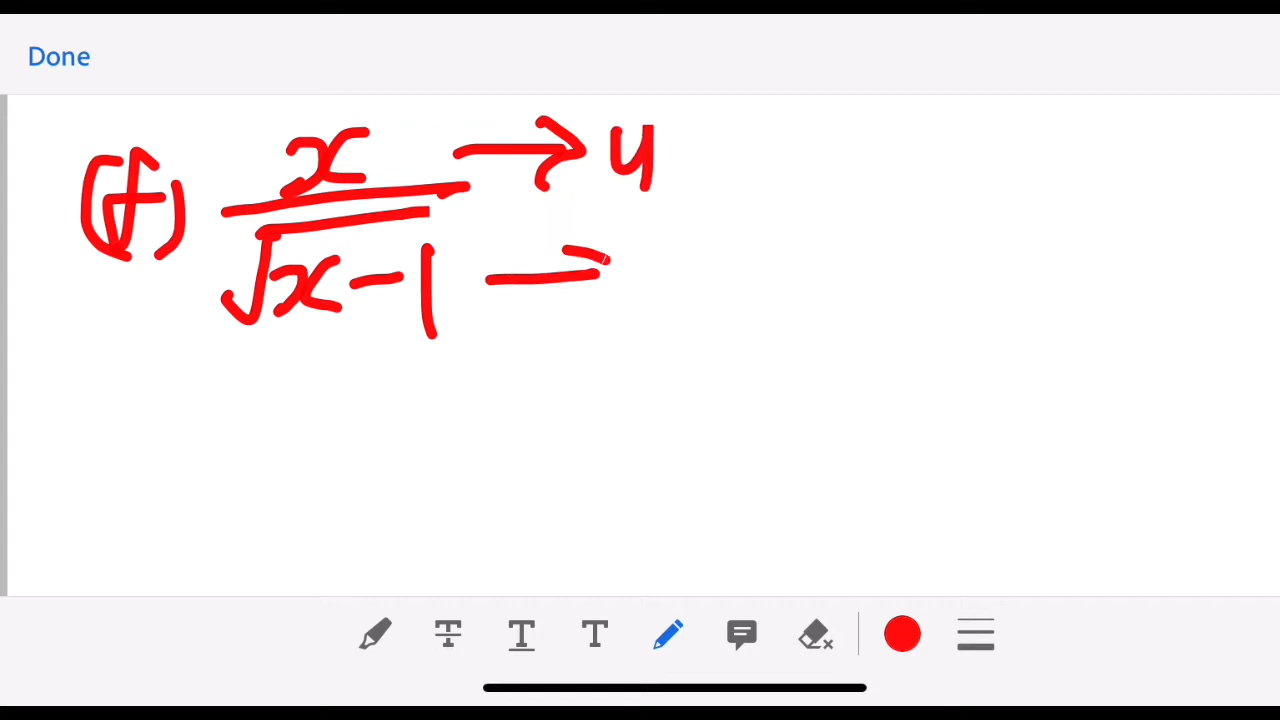 Done
(f) x → u
√x-1 →
T T T